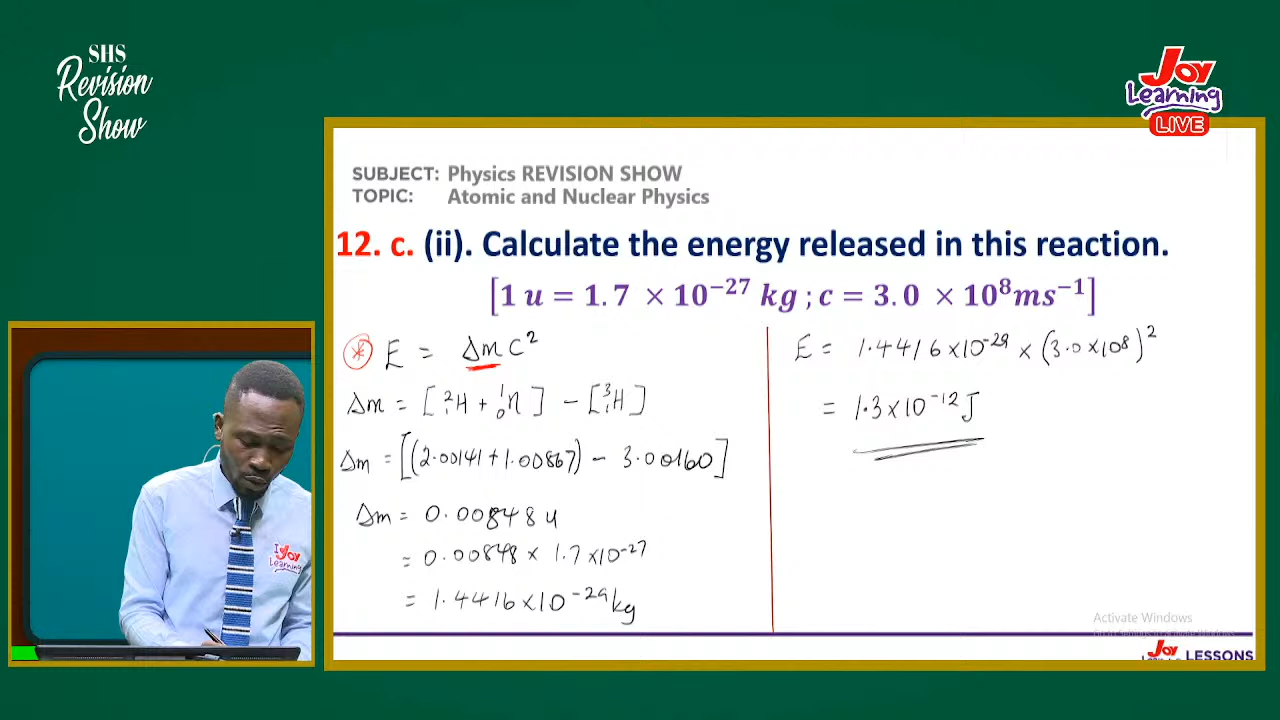 SHS
Revision
Show
Joy
Learning
LIVE
SUBJECT: Physics REVISION SHOW
TOPIC: Atomic and Nuclear Physics
12. c. (ii). Calculate the energy released in this reaction.
[1 u = 1.7 × 10⁻²⁷ kg ; c = 3.0 × 10⁸ms⁻¹]
* E = Δm c²
Δm = [²₁H + ¹₀n] − [³₁H]
Δm = [(2.00141 + 1.00867) − 3.00160]
Δm = 0.00848 u
= 0.00848 × 1.7 × 10⁻²⁷
= 1.4416 × 10⁻²⁹ kg
E = 1.4416 × 10⁻²⁹ × (3.0 × 10⁸)²
= 1.3 × 10⁻¹² J
I
Joy
Learning
Activate Windows
Joy
LESSONS